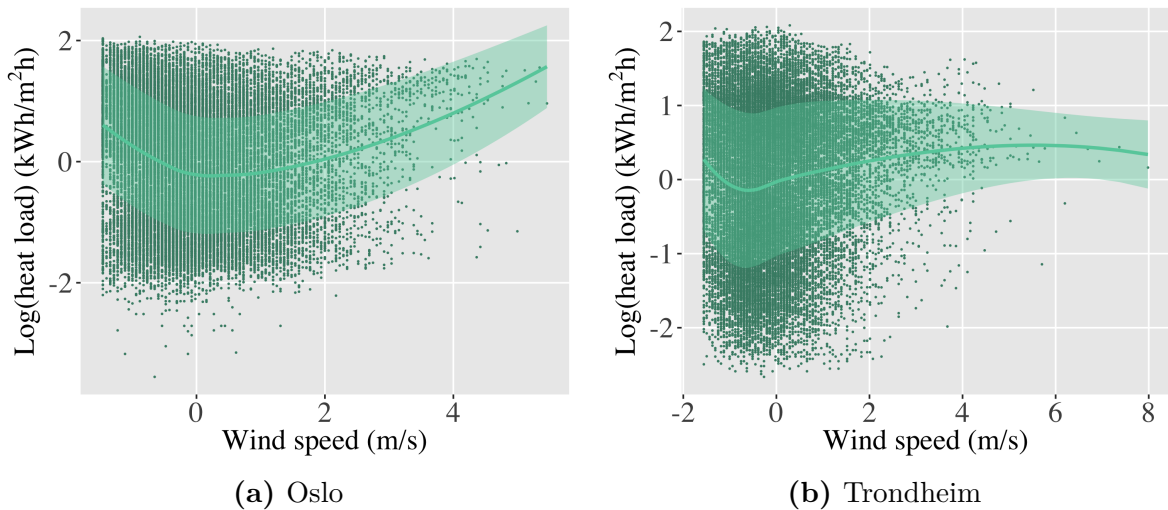 Log(heat load) (kWh/m²h)
2
0
-2
0
2
4
Wind speed (m/s)
(a) Oslo
Log(heat load) (kWh/m²h)
2
1
0
-1
-2
-2
0
2
4
6
8
Wind speed (m/s)
(b) Trondheim